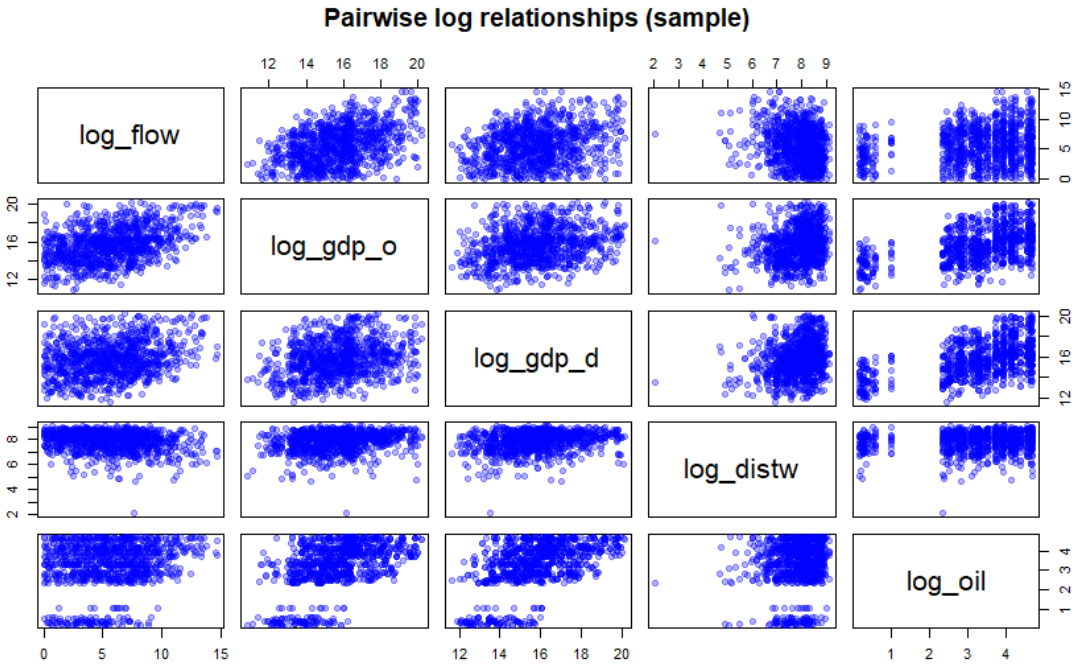 Pairwise log relationships (sample)
12 14 16 18 20
2 3 4 5 6 7 8 9
log_flow
0 5 10 15
12 16 20
log_gdp_o
log_gdp_d
12 16 20
2 4 6 8
log_distw
log_oil
1 2 3 4
0 5 10 15
12 14 16 18 20
1 2 3 4